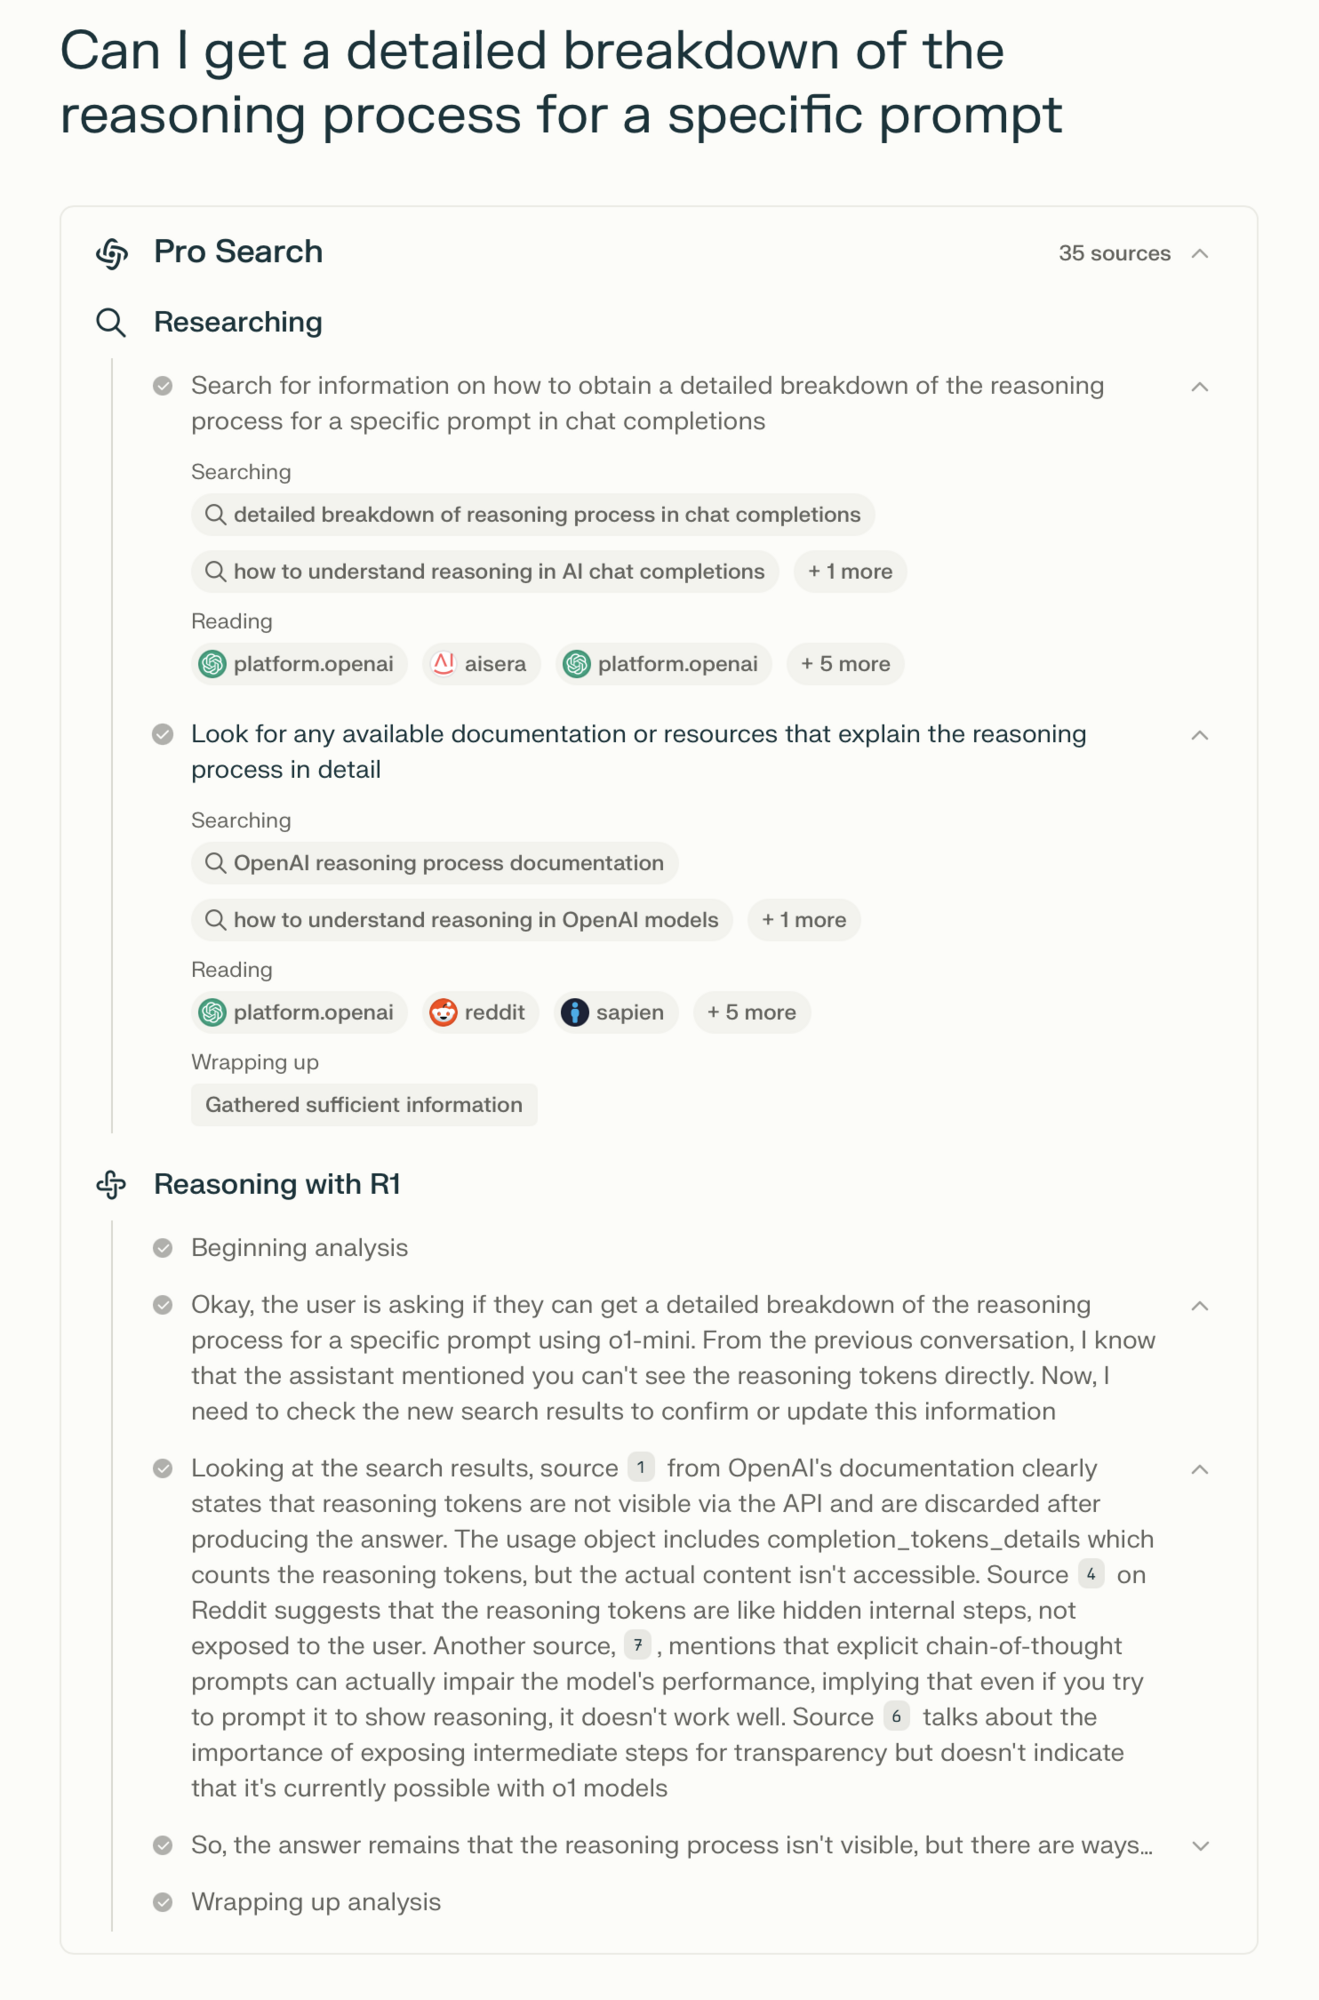 Can I get a detailed breakdown of the
reasoning process for a specific prompt
Pro Search
35 sources
Researching
Search for information on how to obtain a detailed breakdown of the reasoning
process for a specific prompt in chat completions
Searching
detailed breakdown of reasoning process in chat completions
how to understand reasoning in AI chat completions
+ 1 more
Reading
platform.openai
AI aisera
platform.openai
+ 5 more
Look for any available documentation or resources that explain the reasoning
process in detail
Searching
OpenAI reasoning process documentation
how to understand reasoning in OpenAI models
+ 1 more
Reading
platform.openai
reddit
sapien
+ 5 more
Wrapping up
Gathered sufficient information
Reasoning with R1
Beginning analysis
Okay, the user is asking if they can get a detailed breakdown of the reasoning
process for a specific prompt using o1-mini. From the previous conversation, I know
that the assistant mentioned you can't see the reasoning tokens directly. Now, I
need to check the new search results to confirm or update this information
Looking at the search results, source 1 from OpenAI's documentation clearly
states that reasoning tokens are not visible via the API and are discarded after
producing the answer. The usage object includes completion_tokens_details which
counts the reasoning tokens, but the actual content isn't accessible. Source 4 on
Reddit suggests that the reasoning tokens are like hidden internal steps, not
exposed to the user. Another source, 7, mentions that explicit chain-of-thought
prompts can actually impair the model's performance, implying that even if you try
to prompt it to show reasoning, it doesn't work well. Source 6 talks about the
importance of exposing intermediate steps for transparency but doesn't indicate
that it's currently possible with o1 models
So, the answer remains that the reasoning process isn't visible, but there are ways...
Wrapping up analysis